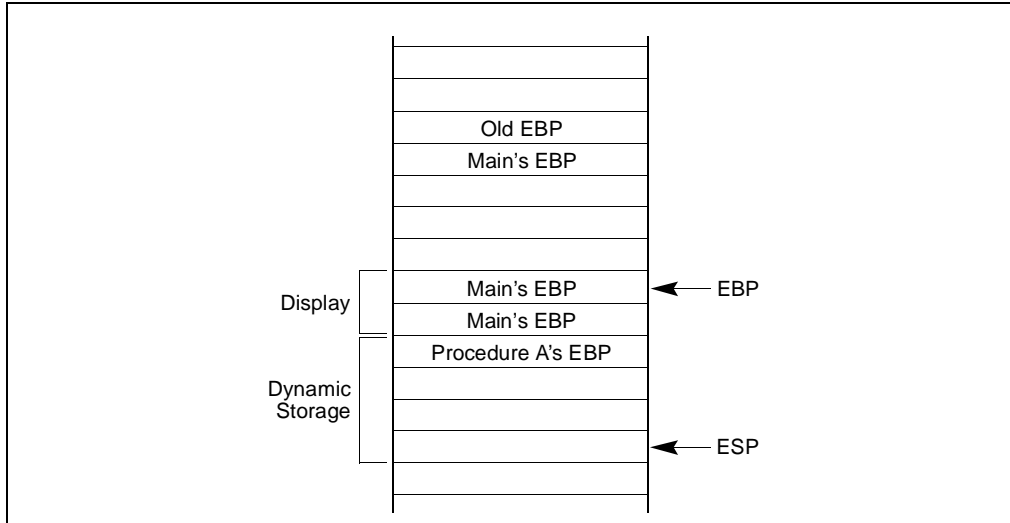 Old EBP
Main's EBP
Display
Main's EBP
EBP
Main's EBP
Procedure A's EBP
Dynamic
Storage
ESP